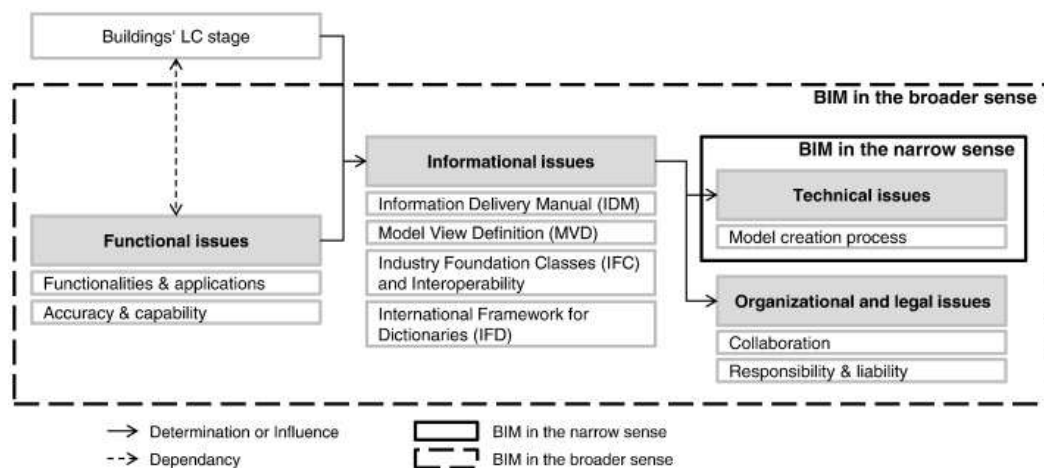 Buildings' LC stage
BIM in the broader sense
BIM in the narrow sense
Informational issues
Technical issues
Information Delivery Manual (IDM)
Model creation process
Functional issues
Model View Definition (MVD)
Functionalities & applications
Industry Foundation Classes (IFC)
and Interoperability
Accuracy & capability
International Framework for
Dictionaries (IFD)
Organizational and legal issues
Collaboration
Responsibility & liability
Determination or Influence
BIM in the narrow sense
Dependancy
BIM in the broader sense